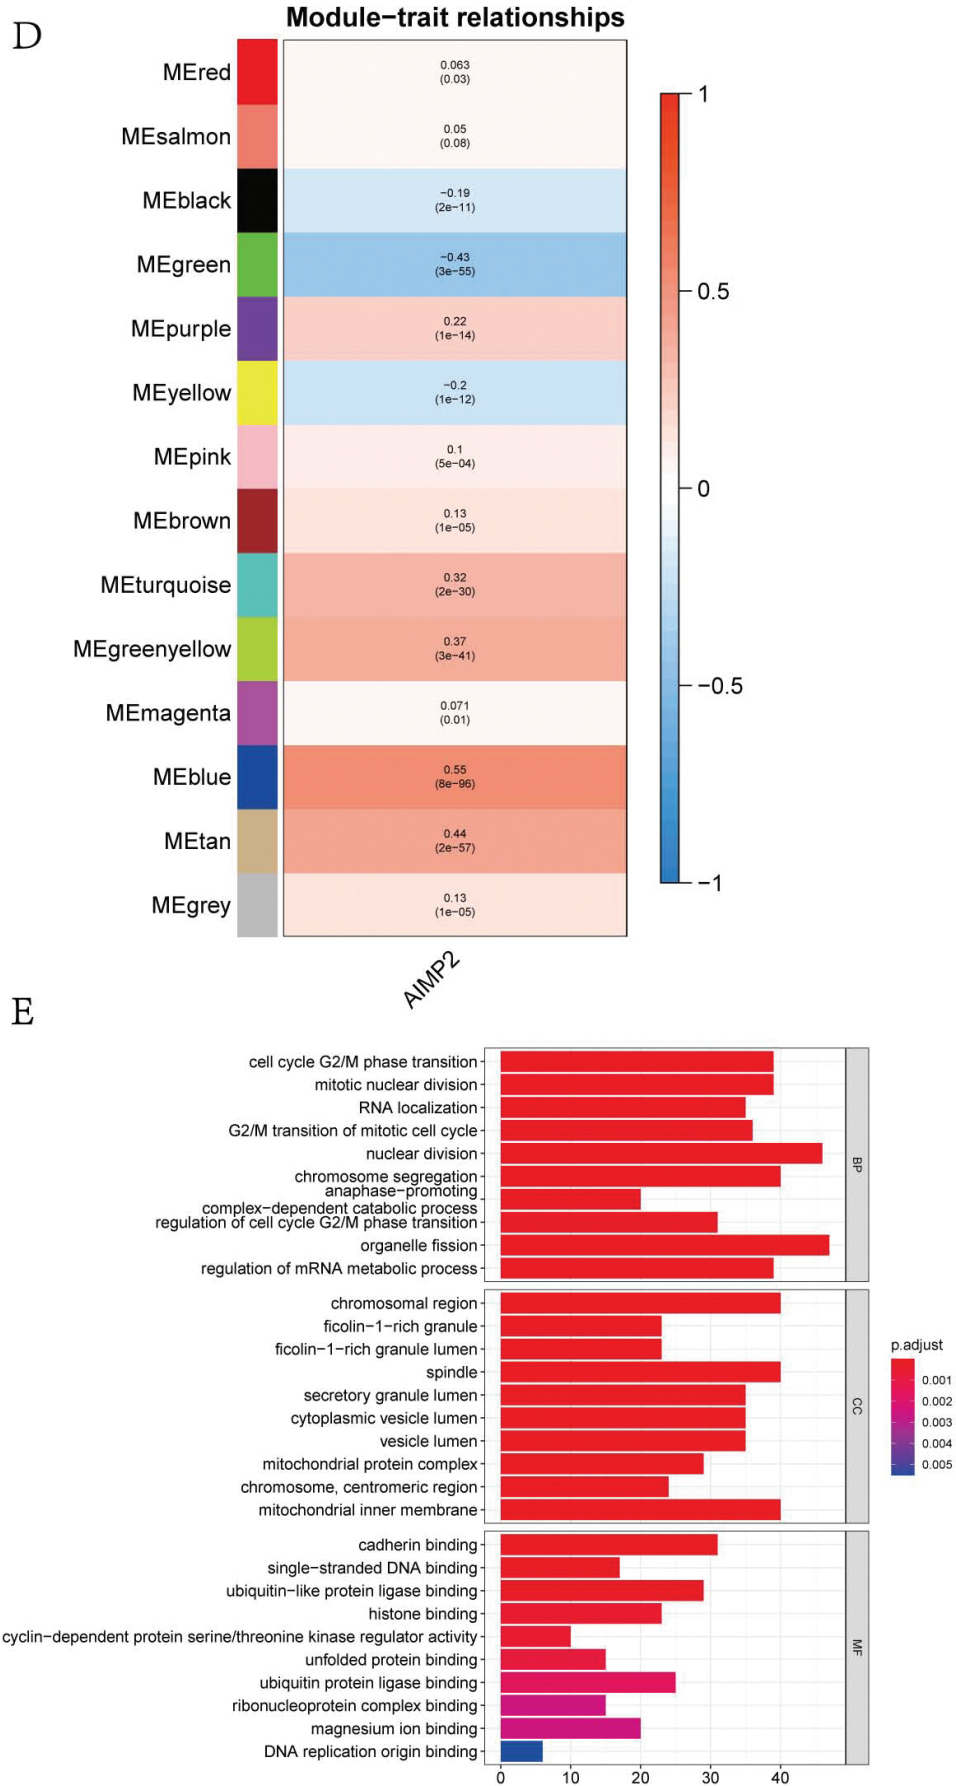 D
Module−trait relationships
MEred
0.063
(0.03)
MEsalmon
0.05
(0.08)
MEblack
−0.19
(2e−11)
MEgreen
−0.43
(3e−55)
MEpurple
0.22
(1e−14)
MEyellow
−0.2
(1e−12)
MEpink
0.1
(5e−04)
MEbrown
0.13
(1e−05)
MEturquoise
0.32
(2e−30)
MEgreenyellow
0.37
(3e−41)
MEmagenta
0.071
(0.01)
MEblue
0.55
(8e−96)
MEtan
0.44
(2e−57)
MEgrey
0.13
(1e−05)
1
0.5
0
−0.5
−1
AIMP2
E
cell cycle G2/M phase transition
mitotic nuclear division
RNA localization
G2/M transition of mitotic cell cycle
nuclear division
chromosome segregation
anaphase−promoting
complex−dependent catabolic process
regulation of cell cycle G2/M phase transition
organelle fission
regulation of mRNA metabolic process
BP
chromosomal region
ficolin−1−rich granule
ficolin−1−rich granule lumen
spindle
secretory granule lumen
cytoplasmic vesicle lumen
vesicle lumen
mitochondrial protein complex
chromosome, centromeric region
mitochondrial inner membrane
CC
cadherin binding
single−stranded DNA binding
ubiquitin−like protein ligase binding
histone binding
cyclin−dependent protein serine/threonine kinase regulator activity
unfolded protein binding
ubiquitin protein ligase binding
ribonucleoprotein complex binding
magnesium ion binding
DNA replication origin binding
MF
0 10 20 30 40
p.adjust
0.001
0.002
0.003
0.004
0.005